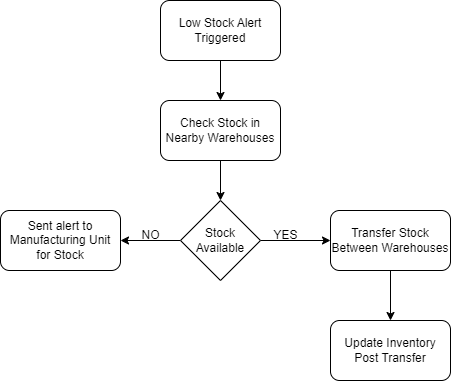 Low Stock Alert
Triggered
Check Stock in
Nearby Warehouses
Sent alert to
Manufacturing Unit
for Stock
NO
Stock
Available
YES
Transfer Stock
Between Warehouses
Update Inventory
Post Transfer